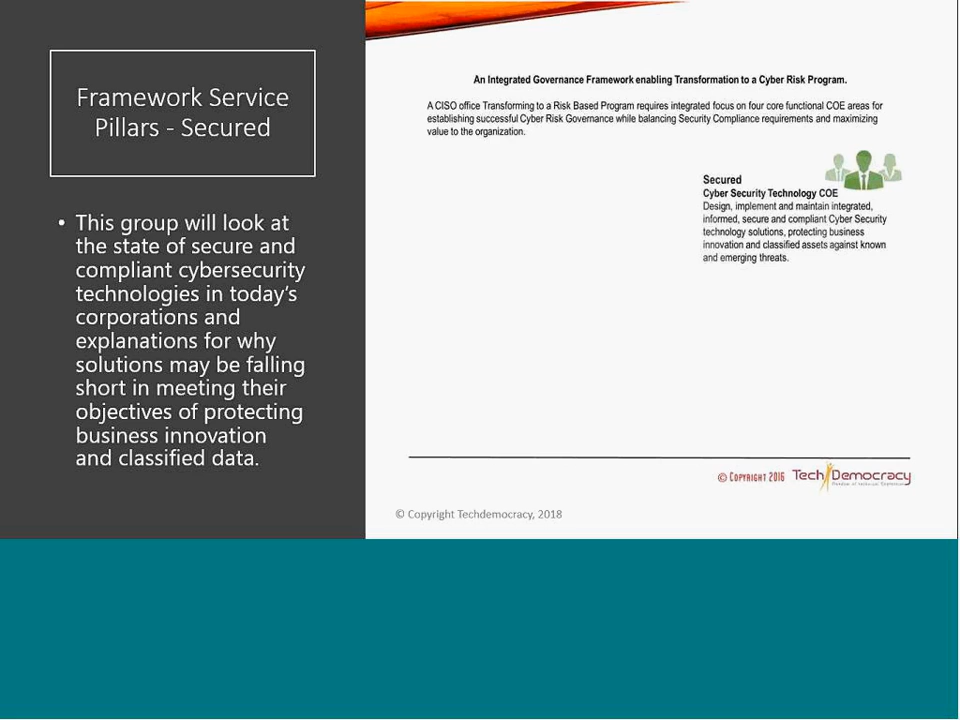 Framework Service
Pillars - Secured
• This group will look at
the state of secure and
compliant cybersecurity
technologies in today's
corporations and
explanations for why
solutions may be falling
short in meeting their
objectives of protecting
business innovation
and classified data.
An Integrated Governance Framework enabling Transformation to a Cyber Risk Program.
A CISO office Transforming to a Risk Based Program requires integrated focus on four core functional COE areas for
establishing successful Cyber Risk Governance while balancing Security Compliance requirements and maximizing
value to the organization.
Secured
Cyber Security Technology COE
Design, implement and maintain integrated,
informed, secure and compliant Cyber Security
technology solutions, protecting business
innovation and classified assets against known
and emerging threats.
© Copyright 2016 Tech Democracy
© Copyright Techdemocracy, 2018